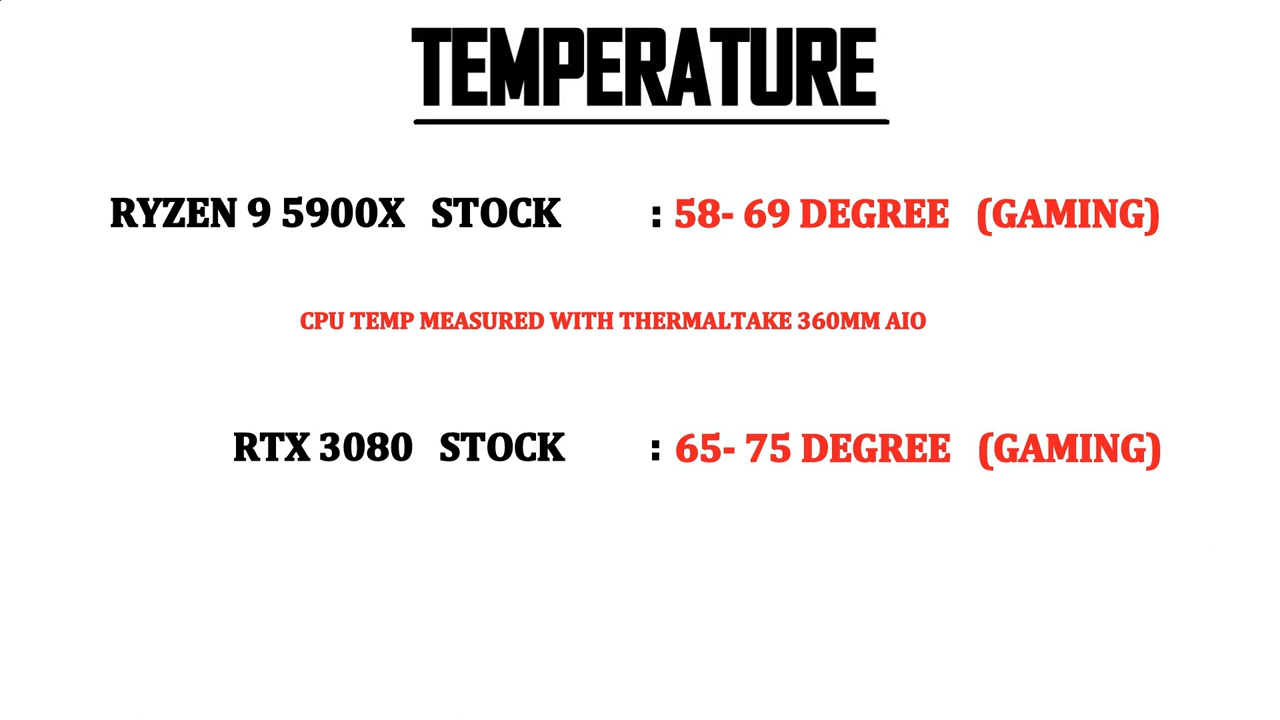 TEMPERATURE
RYZEN 9 5900X STOCK : 58- 69 DEGREE (GAMING)
CPU TEMP MEASURED WITH THERMALTAKE 360MM AIO
RTX 3080 STOCK : 65- 75 DEGREE (GAMING)